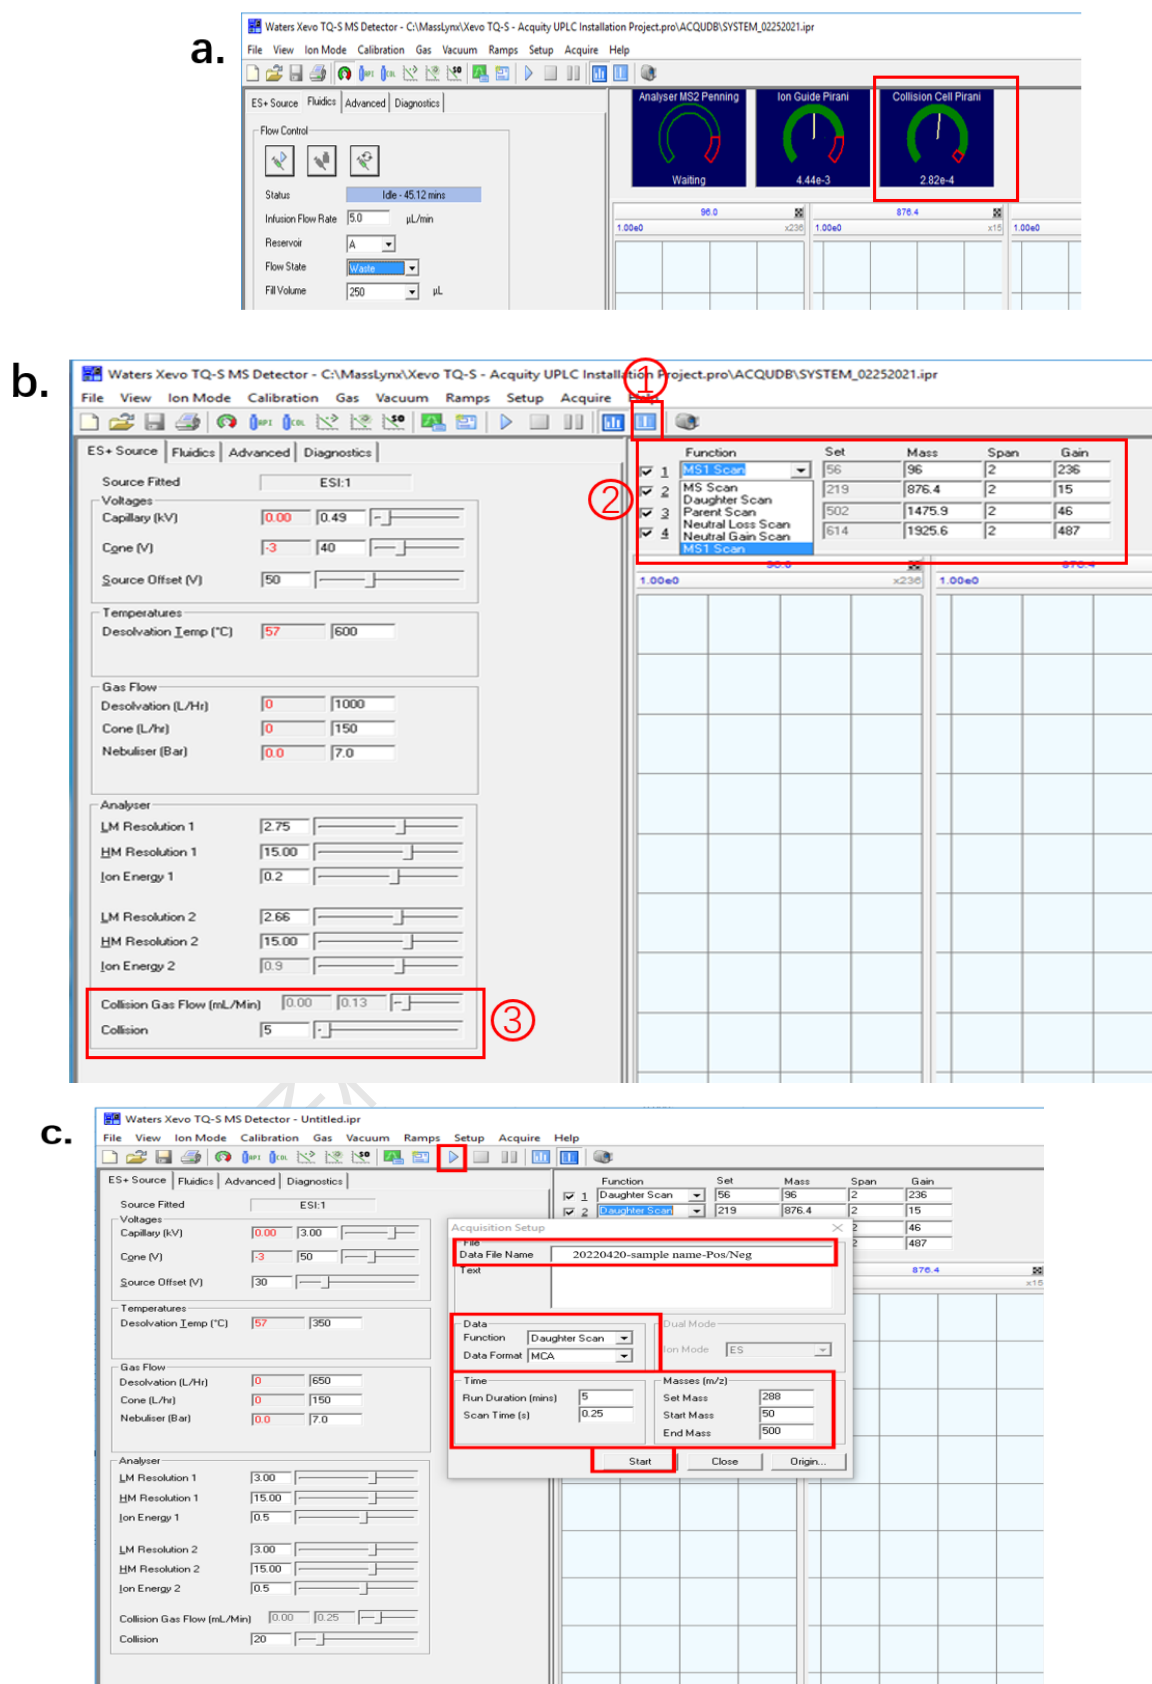 a.
Waters Xevo TQ-S MS Detector - C:\MassLynx\Xevo TQ-S - Acquity UPLC Installation Project.pro\ACQUDB\SYSTEM_02252021.ipr
File View Ion Mode Calibration Gas Vacuum Ramps Setup Acquire Help
API COL
ES+ Source Fluidics Advanced Diagnostics
Analyser MS2 Penning Ion Guide Pirani Collision Cell Pirani
Waiting 4.44e-3 2.82e-4
Flow Control
Status Idle - 45.12 mins
Infusion Flow Rate 5.0 µL/min
Reservoir A
Flow State Waste
Fill Volume 250 µL
96.0 876.4
1.00e0 x236 1.00e0 x15 1.00e0
b.
Waters Xevo TQ-S MS Detector - C:\MassLynx\Xevo TQ-S - Acquity UPLC Installation Project.pro\ACQUDB\SYSTEM_02252021.ipr
1
File View Ion Mode Calibration Gas Vacuum Ramps Setup Acquire Help
API COL
ES+ Source Fluidics Advanced Diagnostics
Source Fitted ESI:1
Voltages
Capillary (kV) 0.00 0.49
Cone (V) -3 40
Source Offset (V) 50
Temperatures
Desolvation Temp (°C) 57 600
Gas Flow
Desolvation (L/Hr) 0 1000
Cone (L/hr) 0 150
Nebuliser (Bar) 0.0 7.0
Analyser
LM Resolution 1 2.75
HM Resolution 1 15.00
Ion Energy 1 0.2
LM Resolution 2 2.66
HM Resolution 2 15.00
Ion Energy 2 0.9
Collision Gas Flow (mL/Min) 0.00 0.13
Collision 5
3
2
Function Set Mass Span Gain
1 MS1 Scan 56 96 2 236
2 219 876.4 2 15
3 502 1475.9 2 46
4 614 1925.6 2 487
MS Scan
Daughter Scan
Parent Scan
Neutral Loss Scan
Neutral Gain Scan
MS1 Scan
96.0 876.4
1.00e0 x236 1.00e0
c.
Waters Xevo TQ-S MS Detector - Untitled.ipr
File View Ion Mode Calibration Gas Vacuum Ramps Setup Acquire Help
API COL
ES+ Source Fluidics Advanced Diagnostics
Source Fitted ESI:1
Voltages
Capillary (kV) 0.00 3.00
Cone (V) -3 50
Source Offset (V) 30
Temperatures
Desolvation Temp (°C) 57 350
Gas Flow
Desolvation (L/Hr) 0 650
Cone (L/hr) 0 150
Nebuliser (Bar) 0.0 7.0
Analyser
LM Resolution 1 3.00
HM Resolution 1 15.00
Ion Energy 1 0.5
LM Resolution 2 3.00
HM Resolution 2 15.00
Ion Energy 2 0.5
Collision Gas Flow (mL/Min) 0.00 0.25
Collision 20
Function Set Mass Span Gain
1 Daughter Scan 56 96 2 236
2 Daughter Scan 219 876.4 2 15
2 46
2 487
876.4
x15
Acquisition Setup
File
Data File Name 20220420-sample name-Pos/Neg
Text
Data
Function Daughter Scan
Data Format MCA
Dual Mode
Ion Mode ES
Time
Run Duration (mins) 5
Scan Time (s) 0.25
Masses (m/z)
Set Mass 288
Start Mass 50
End Mass 500
Start Close Origin...